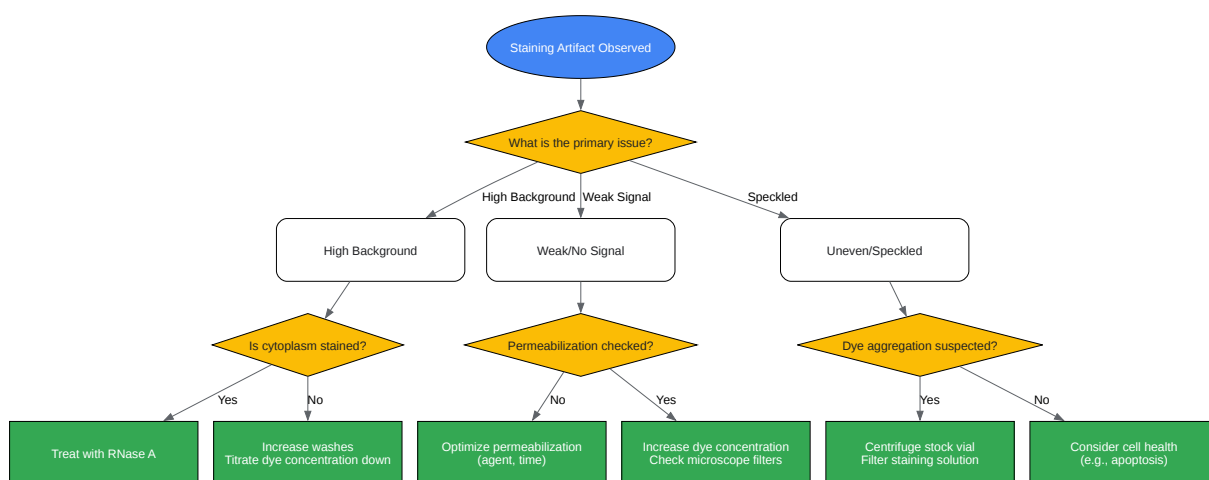 Staining Artifact Observed
What is the primary issue?
High Background
Weak Signal
Speckled
High Background
Weak/No Signal
Uneven/Speckled
Is cytoplasm stained?
Permeabilization checked?
Dye aggregation suspected?
Yes
No
No
Yes
Yes
No
Treat with RNase A
Increase washes
Titrate dye concentration down
Optimize permeabilization
(agent, time)
Increase dye concentration
Check microscope filters
Centrifuge stock vial
Filter staining solution
Consider cell health
(e.g., apoptosis)